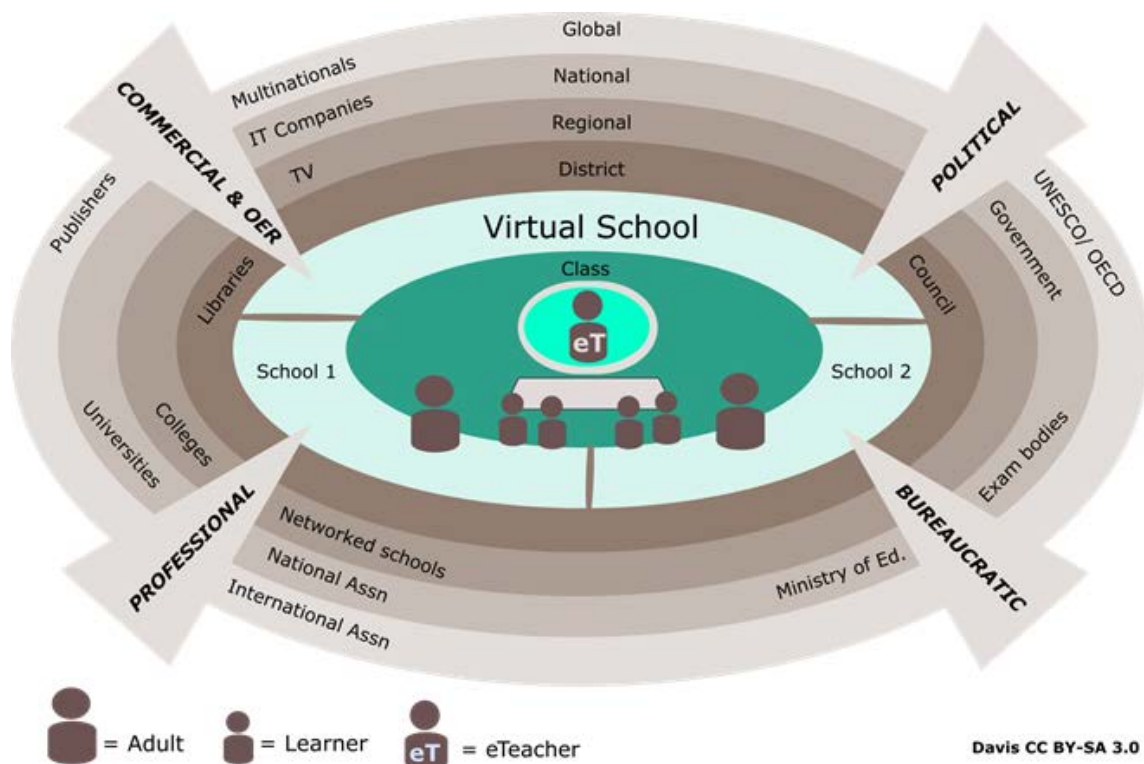 Global
Multinationals
National
IT Companies
Regional
TV
District
COMMERCIAL & OER
POLITICAL
Publishers
Libraries
Virtual School
Class
eT
Council
Government
UNESCO/ OECD
School 1
School 2
Universities
Colleges
Exam bodies
PROFESSIONAL
BUREAUCRATIC
Networked schools
National Assn
International Assn
Ministry of Ed.
= Adult
= Learner
eT
= eTeacher
Davis CC BY-SA 3.0